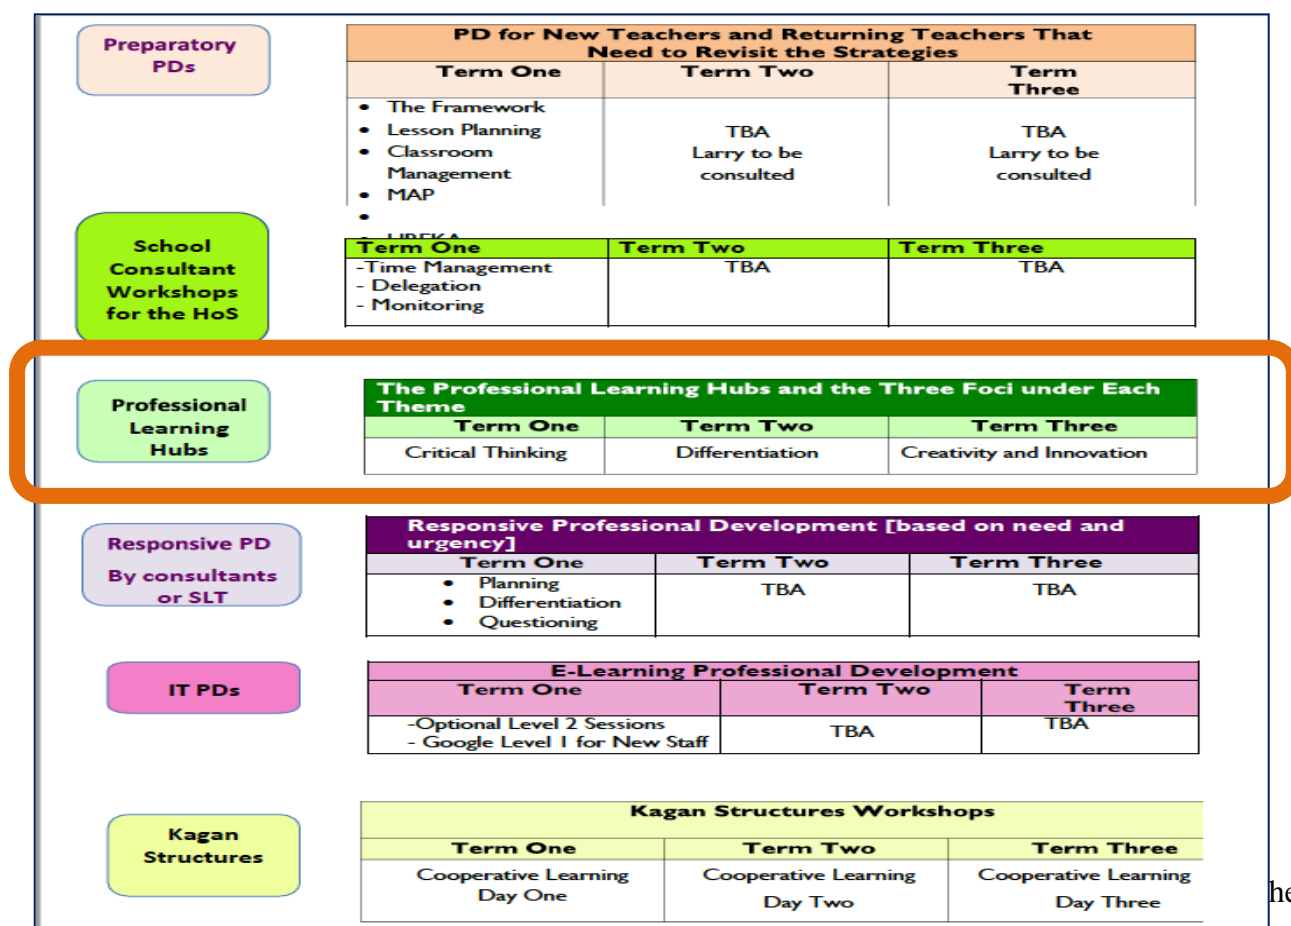 Preparatory
PDs
PD for New Teachers and Returning Teachers That
Need to Revisit the Strategies
Term One
Term Two
Term
Three
• The Framework
• Lesson Planning
• Classroom
Management
• MAP
•
TBA
Larry to be
consulted
TBA
Larry to be
consulted
School
Consultant
Workshops
for the HoS
Term One
Term Two
Term Three
-Time Management
- Delegation
- Monitoring
TBA
TBA
Professional
Learning
Hubs
The Professional Learning Hubs and the Three Foci under Each
Theme
Term One
Term Two
Term Three
Critical Thinking
Differentiation
Creativity and Innovation
Responsive PD
By consultants
or SLT
Responsive Professional Development [based on need and
urgency]
Term One
Term Two
Term Three
• Planning
• Differentiation
• Questioning
TBA
TBA
IT PDs
E-Learning Professional Development
Term One
Term Two
Term
Three
-Optional Level 2 Sessions
- Google Level 1 for New Staff
TBA
TBA
Kagan
Structures
Kagan Structures Workshops
Term One
Term Two
Term Three
Cooperative Learning
Day One
Cooperative Learning
Day Two
Cooperative Learning
Day Three